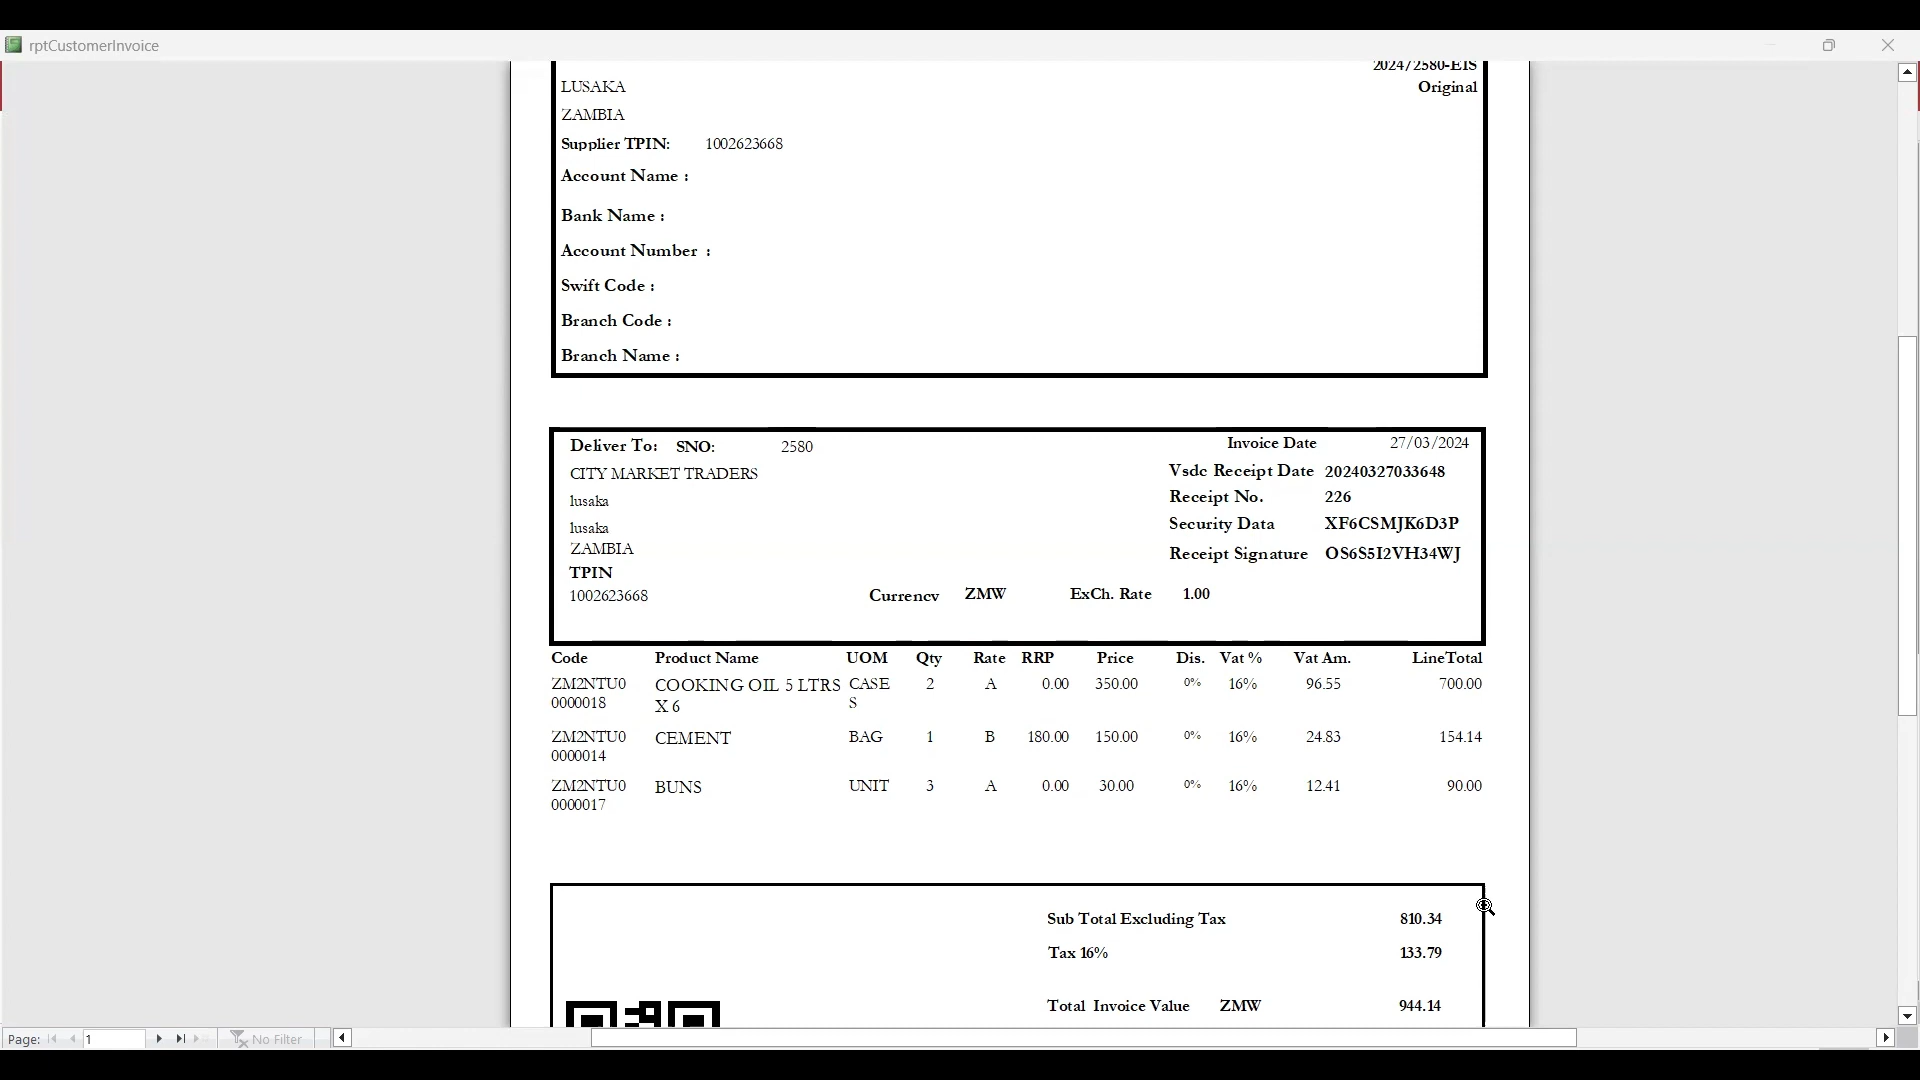 rptCustomerInvoice
2024/2580-EIS
LUSAKA Original
ZAMBIA
Supplier TPIN: 1002623668
Account Name :
Bank Name :
Account Number :
Swift Code :
Branch Code :
Branch Name :
Deliver To: SNO: 2580 Invoice Date 27/03/2024
CITY MARKET TRADERS Vsdc Receipt Date 20240327033648
lusaka Receipt No. 226
lusaka Security Data XF6CSMJK6D3P
ZAMBIA Receipt Signature OS6S5I2VH34WJ
TPIN
1002623668 Currency ZMW ExCh. Rate 1.00
Code Product Name UOM Qty Rate RRP Price Dis. Vat % Vat Am. LineTotal
ZM2NTU0 COOKING OIL 5 LTRS CASE 2 A 0.00 350.00 0% 16% 96.55 700.00
0000018 X 6 S
ZM2NTU0 CEMENT BAG 1 B 180.00 150.00 0% 16% 24.83 154.14
0000014
ZM2NTU0 BUNS UNIT 3 A 0.00 30.00 0% 16% 12.41 90.00
0000017
Sub Total Excluding Tax 810.34
Tax 16% 133.79
Total Invoice Value ZMW 944.14
Page: 1 No Filter